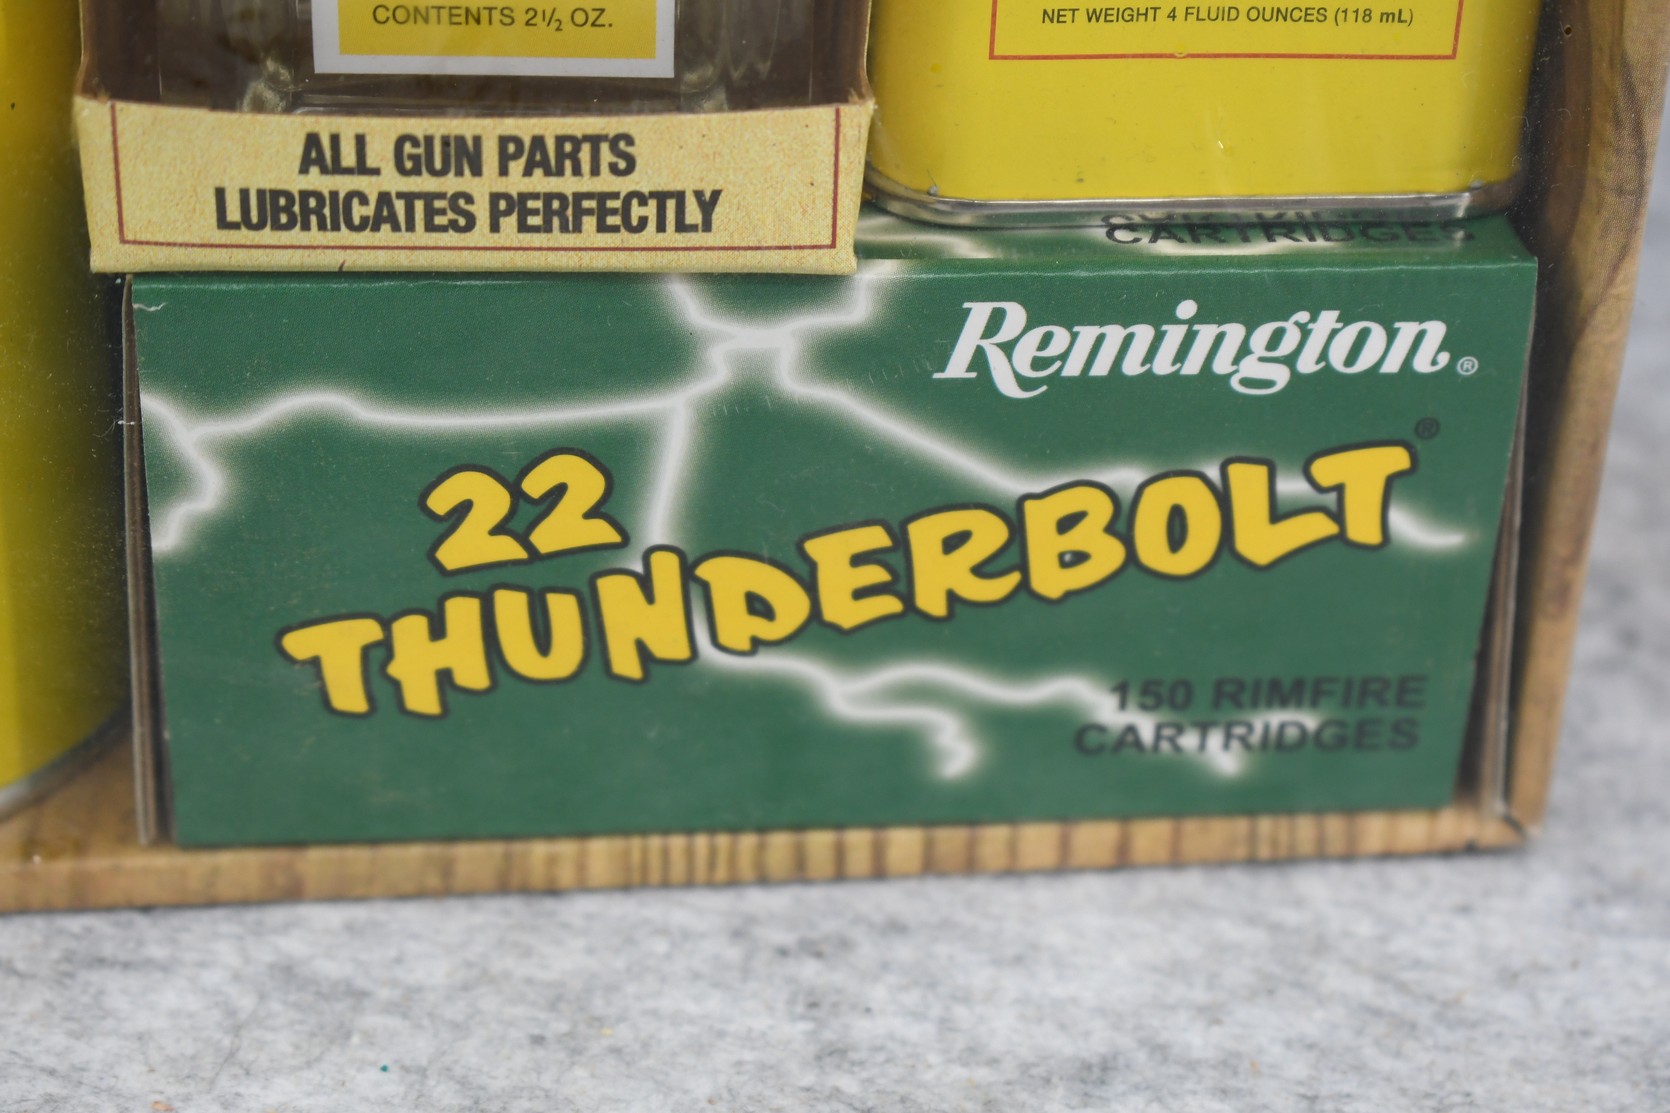 CONTENTS 2½ OZ.
NET WEIGHT 4 FLUID OUNCES (118 mL)
ALL GUN PARTS
LUBRICATES PERFECTLY
CARTRIDGES
Remington®
22
THUNDERBOLT®
150 RIMFIRE
CARTRIDGES